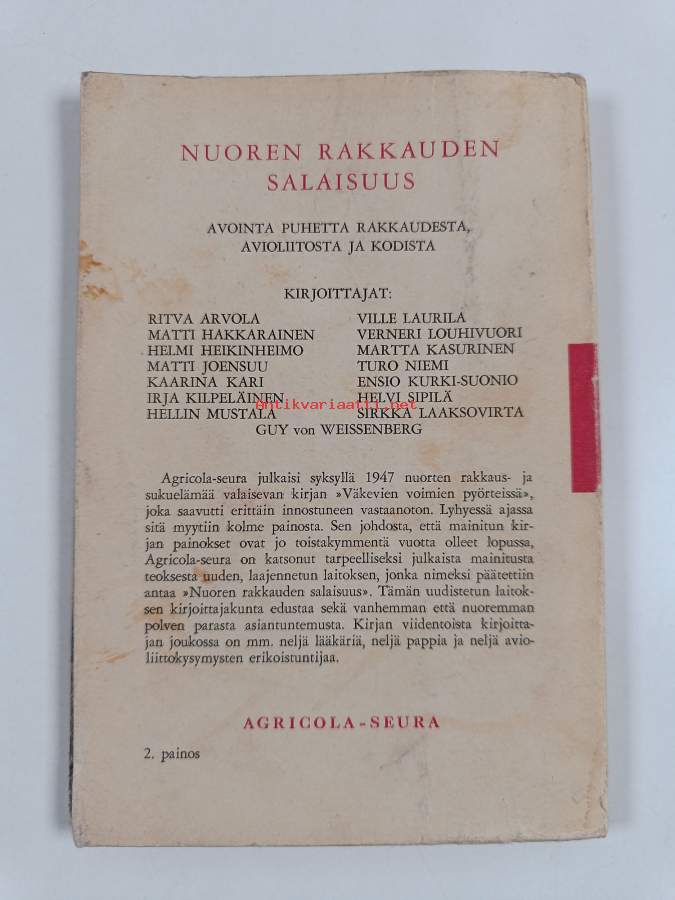 NUOREN RAKKAUDEN
SALAISUUS
AVOINTA PUHETTA RAKKAUDESTA,
AVIOLIITOSTA JA KODISTA
KIRJOITTAJAT:
RITVA ARVOLA
MATTI HAKKARAINEN
HELMI HEIKINHEIMO
MATTI JOENSUU
KAARINA KARI
IRJA KILPELÄINEN
HELLIN MUSTALA
VILLE LAURILA
VERNERI LOUHIVUORI
MARTTA KASURINEN
TURO NIEMI
ENSIO KURKI-SUONIO
HELVI SIPILÄ
SIRKKA LAAKSOVIRTA
GUY von WEISSENBERG
Antikvariaatti.net
Agricola-seura julkaisi syksyllä 1947 nuorten rakkaus- ja
sukuelämää valaisevan kirjan »Väkevien voimien pyörteissä»,
joka saavutti erittäin innostuneen vastaanoton. Lyhyessä ajassa
sitä myytiin kolme painosta. Sen johdosta, että mainitun kir-
jan painokset ovat jo toistakymmentä vuotta olleet lopussa,
Agricola-seura on katsonut tarpeelliseksi julkaista mainitusta
teoksesta uuden, laajennetun laitoksen, jonka nimeksi päätettiin
antaa »Nuoren rakkauden salaisuus». Tämän uudistetun laitok-
sen kirjoittajakunta edustaa sekä vanhemman että nuoremman
polven parasta asiantuntemusta. Kirjan viidentoista kirjoitta-
jan joukossa on mm. neljä lääkäriä, neljä pappia ja neljä avio-
liittokysymysten erikoistuntijaa.
AGRICOLA-SEURA
2. painos